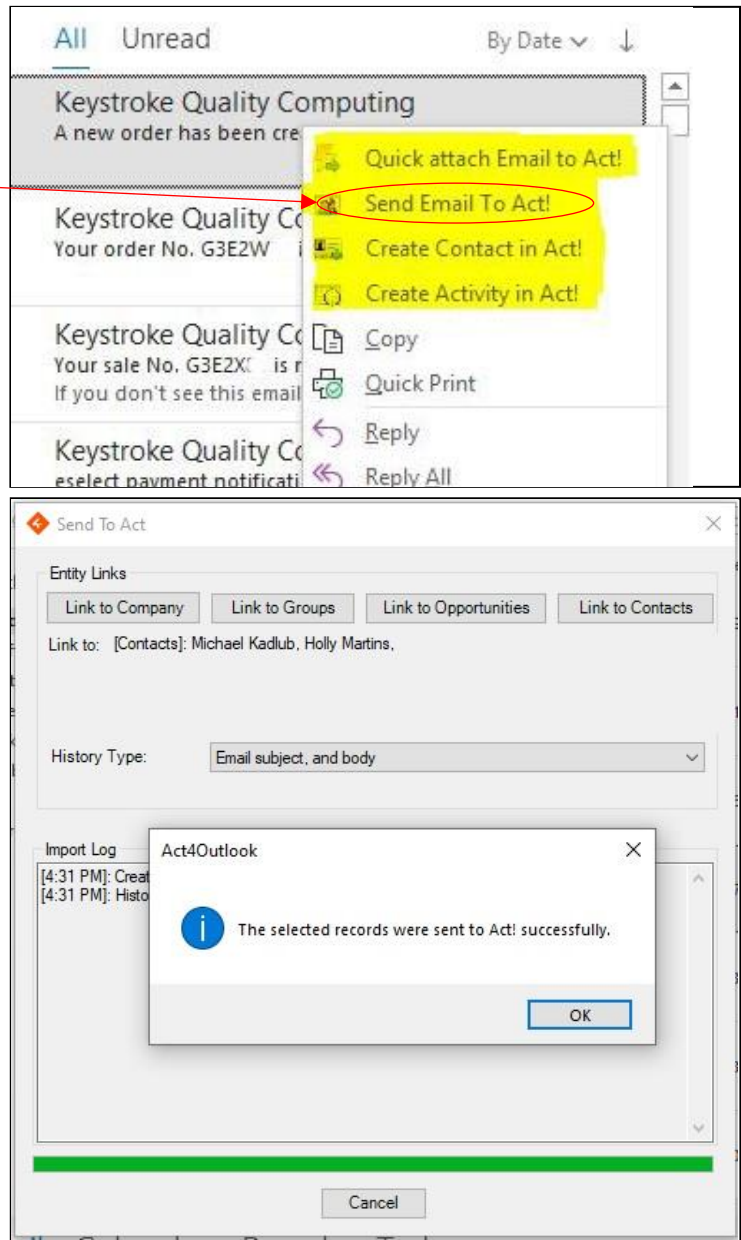 All Unread By Date
Keystroke Quality Computing
A new order has been cre
Quick attach Email to Act!
Send Email To Act!
Keystroke Quality Co
Your order No. G3E2W i
Create Contact in Act!
Create Activity in Act!
Keystroke Quality Co
Copy
Your sale No. G3E2X is r
If you don't see this email
Quick Print
Reply
Keystroke Quality Co
eselect payment notificati
Reply All
Send To Act
Entity Links
Link to Company Link to Groups Link to Opportunities Link to Contacts
Link to: [Contacts]: Michael Kadlub, Holly Martins,
History Type: Email subject, and body
Import Log
Act4Outlook
[4:31 PM]: Creat
[4:31 PM]: Histo
The selected records were sent to Act! successfully.
OK
Cancel